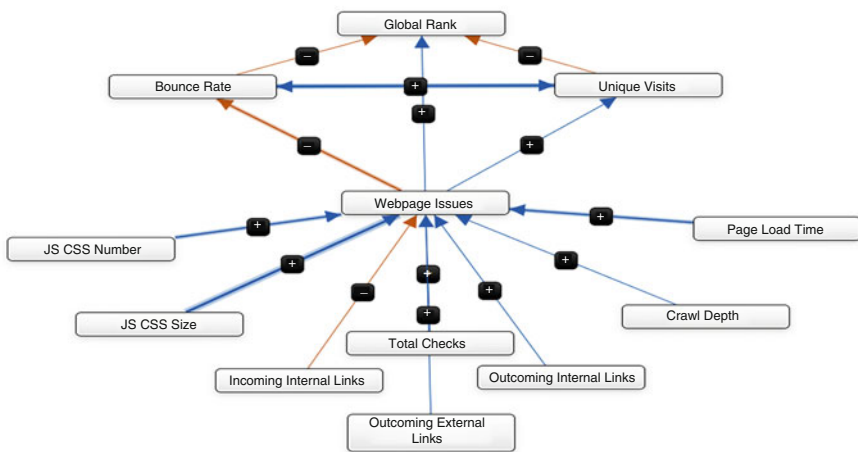 Global Rank
−
−
Bounce Rate
+
Unique Visits
+
−
+
Webpage Issues
+
+
Page Load Time
JS CSS Number
+
+
+
−
+
+
JS CSS Size
Crawl Depth
Total Checks
Incoming Internal Links
Outcoming Internal Links
Outcoming External
Links